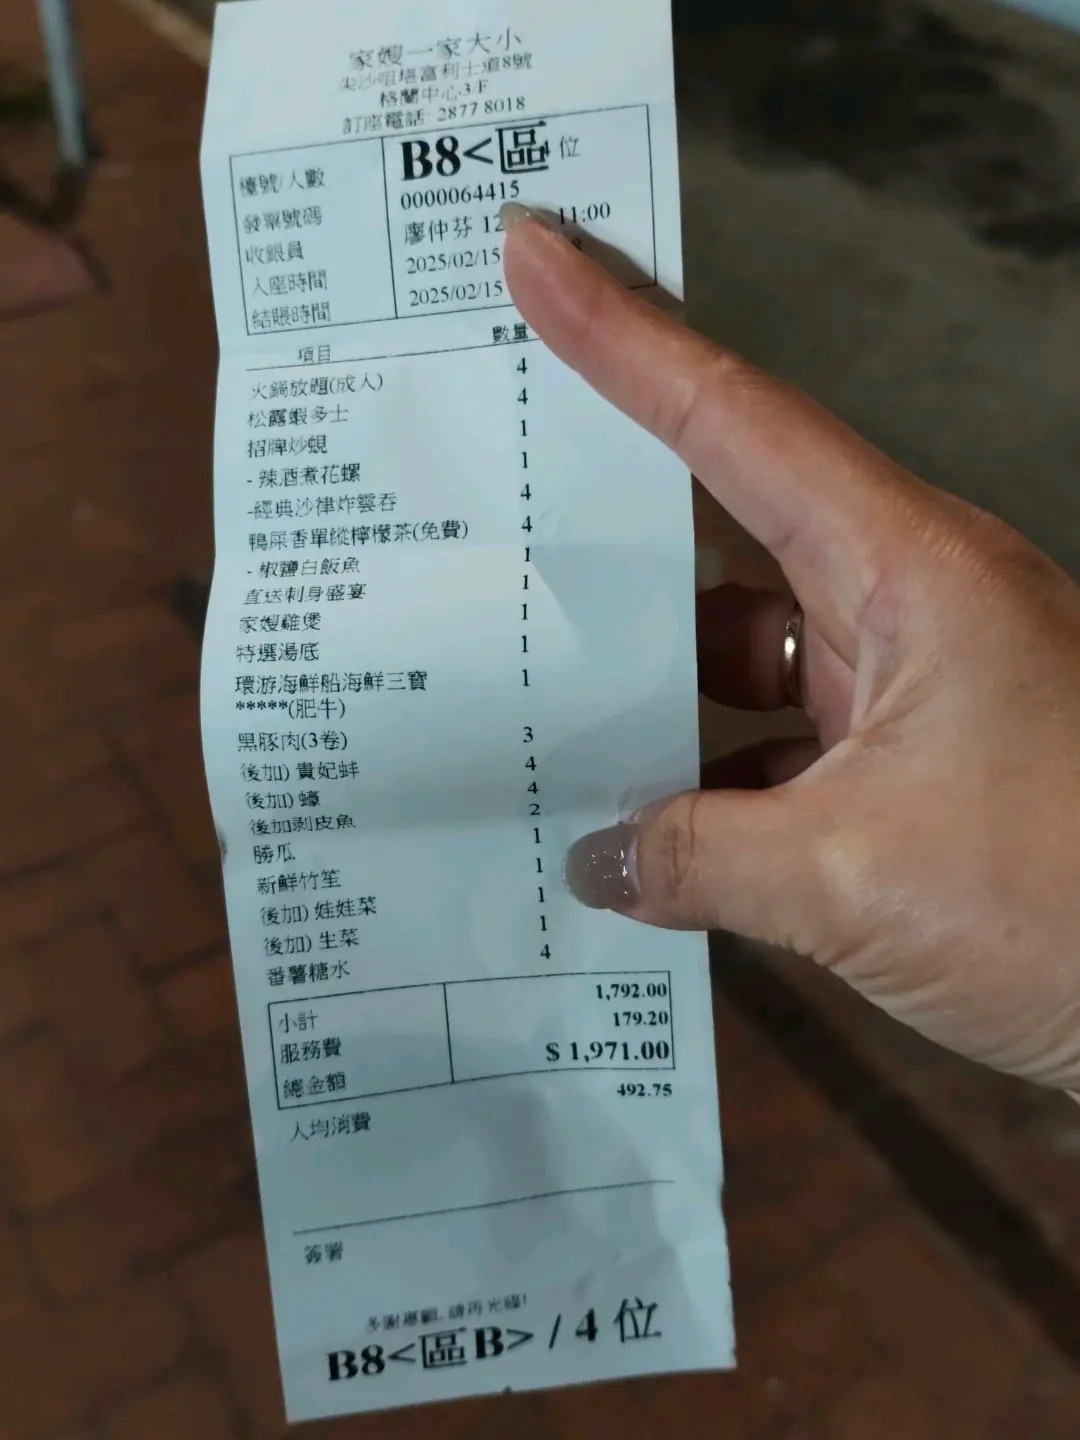 家嫂一家大小
尖沙咀堪富利士道8號
格蘭中心3/F
訂座電話: 2877 8018
檯號/人數 B8<區 位
發票號碼 0000064415
收銀員 廖仲芬 12 11:00
入座時間 2025/02/15 8
結賬時間 2025/02/15
項目 數量
火鍋放題(成人) 4
松露蝦多士 4
招牌炒蜆 1
- 辣酒煮花螺 1
-經典沙律炸雲吞 4
鴨屎香單縱檸檬茶(免費) 4
- 椒鹽白飯魚 1
直送刺身盛宴 1
家嫂雞煲 1
特選湯底 1
環游海鮮船海鮮三寶 1
*****(肥牛)
黑豚肉(3卷) 3
後加) 貴妃蚌 4
後加) 蠔 4
後加剥皮魚 2
勝瓜 1
新鮮竹笙 1
後加) 娃娃菜 1
後加) 生菜 1
番薯糖水 4
小計 1,792.00
服務費 179.20
總金額 $ 1,971.00
人均消費 492.75
簽署
多謝惠顧, 請再光臨!
B8<區B> / 4 位